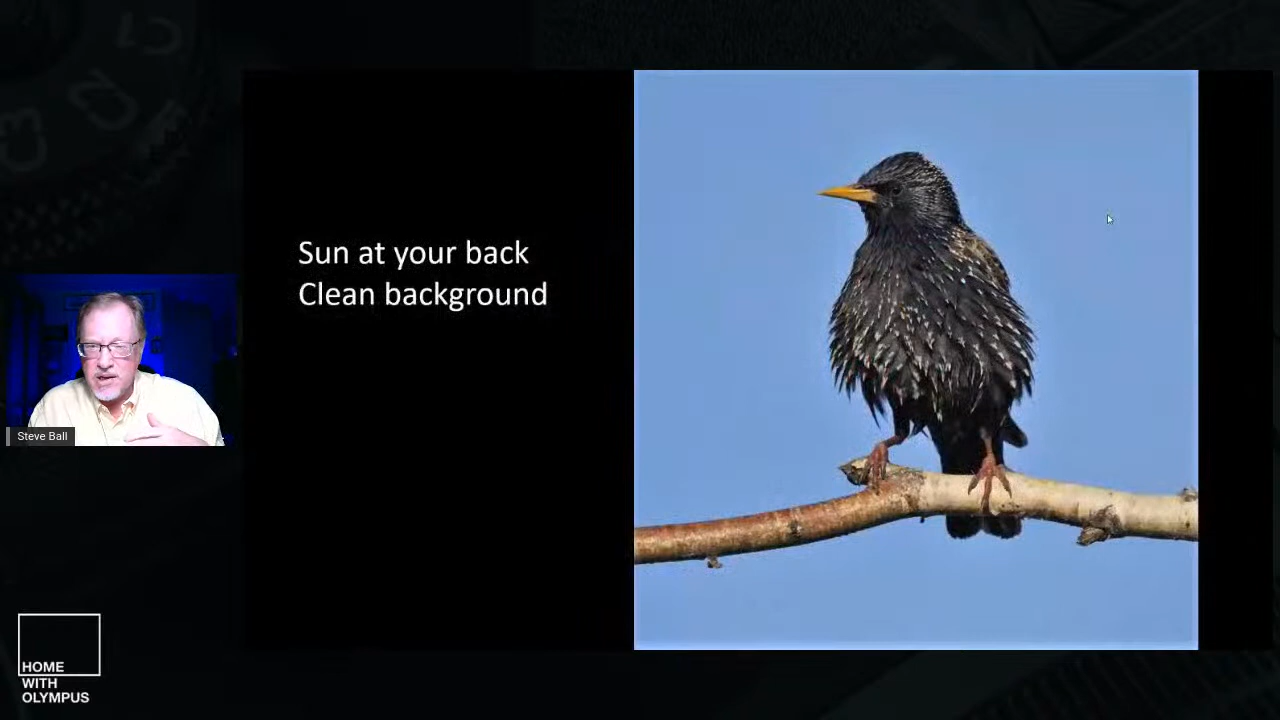 Sun at your back
Clean background
Steve Ball
HOME
WITH
OLYMPUS